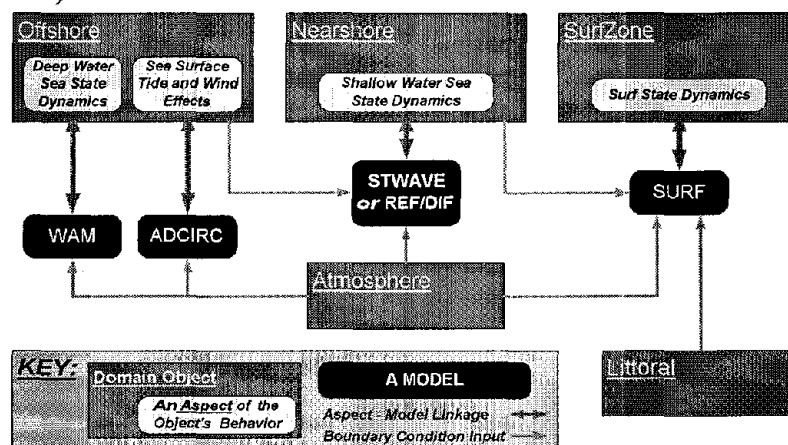 Offshore
Deep Water
Sea State
Dynamics
Sea Surface
Tide and Wind
Effects
Nearshore
Shallow Water Sea
State Dynamics
SurfZone
Surf State Dynamics
WAM
ADCIRC
STWAVE
or REF/DIF
SURF
Atmosphere
Littoral
KEY:
Domain Object
An Aspect of the
Object's Behavior
A MODEL
Aspect - Model Linkage
Boundary Condition Input